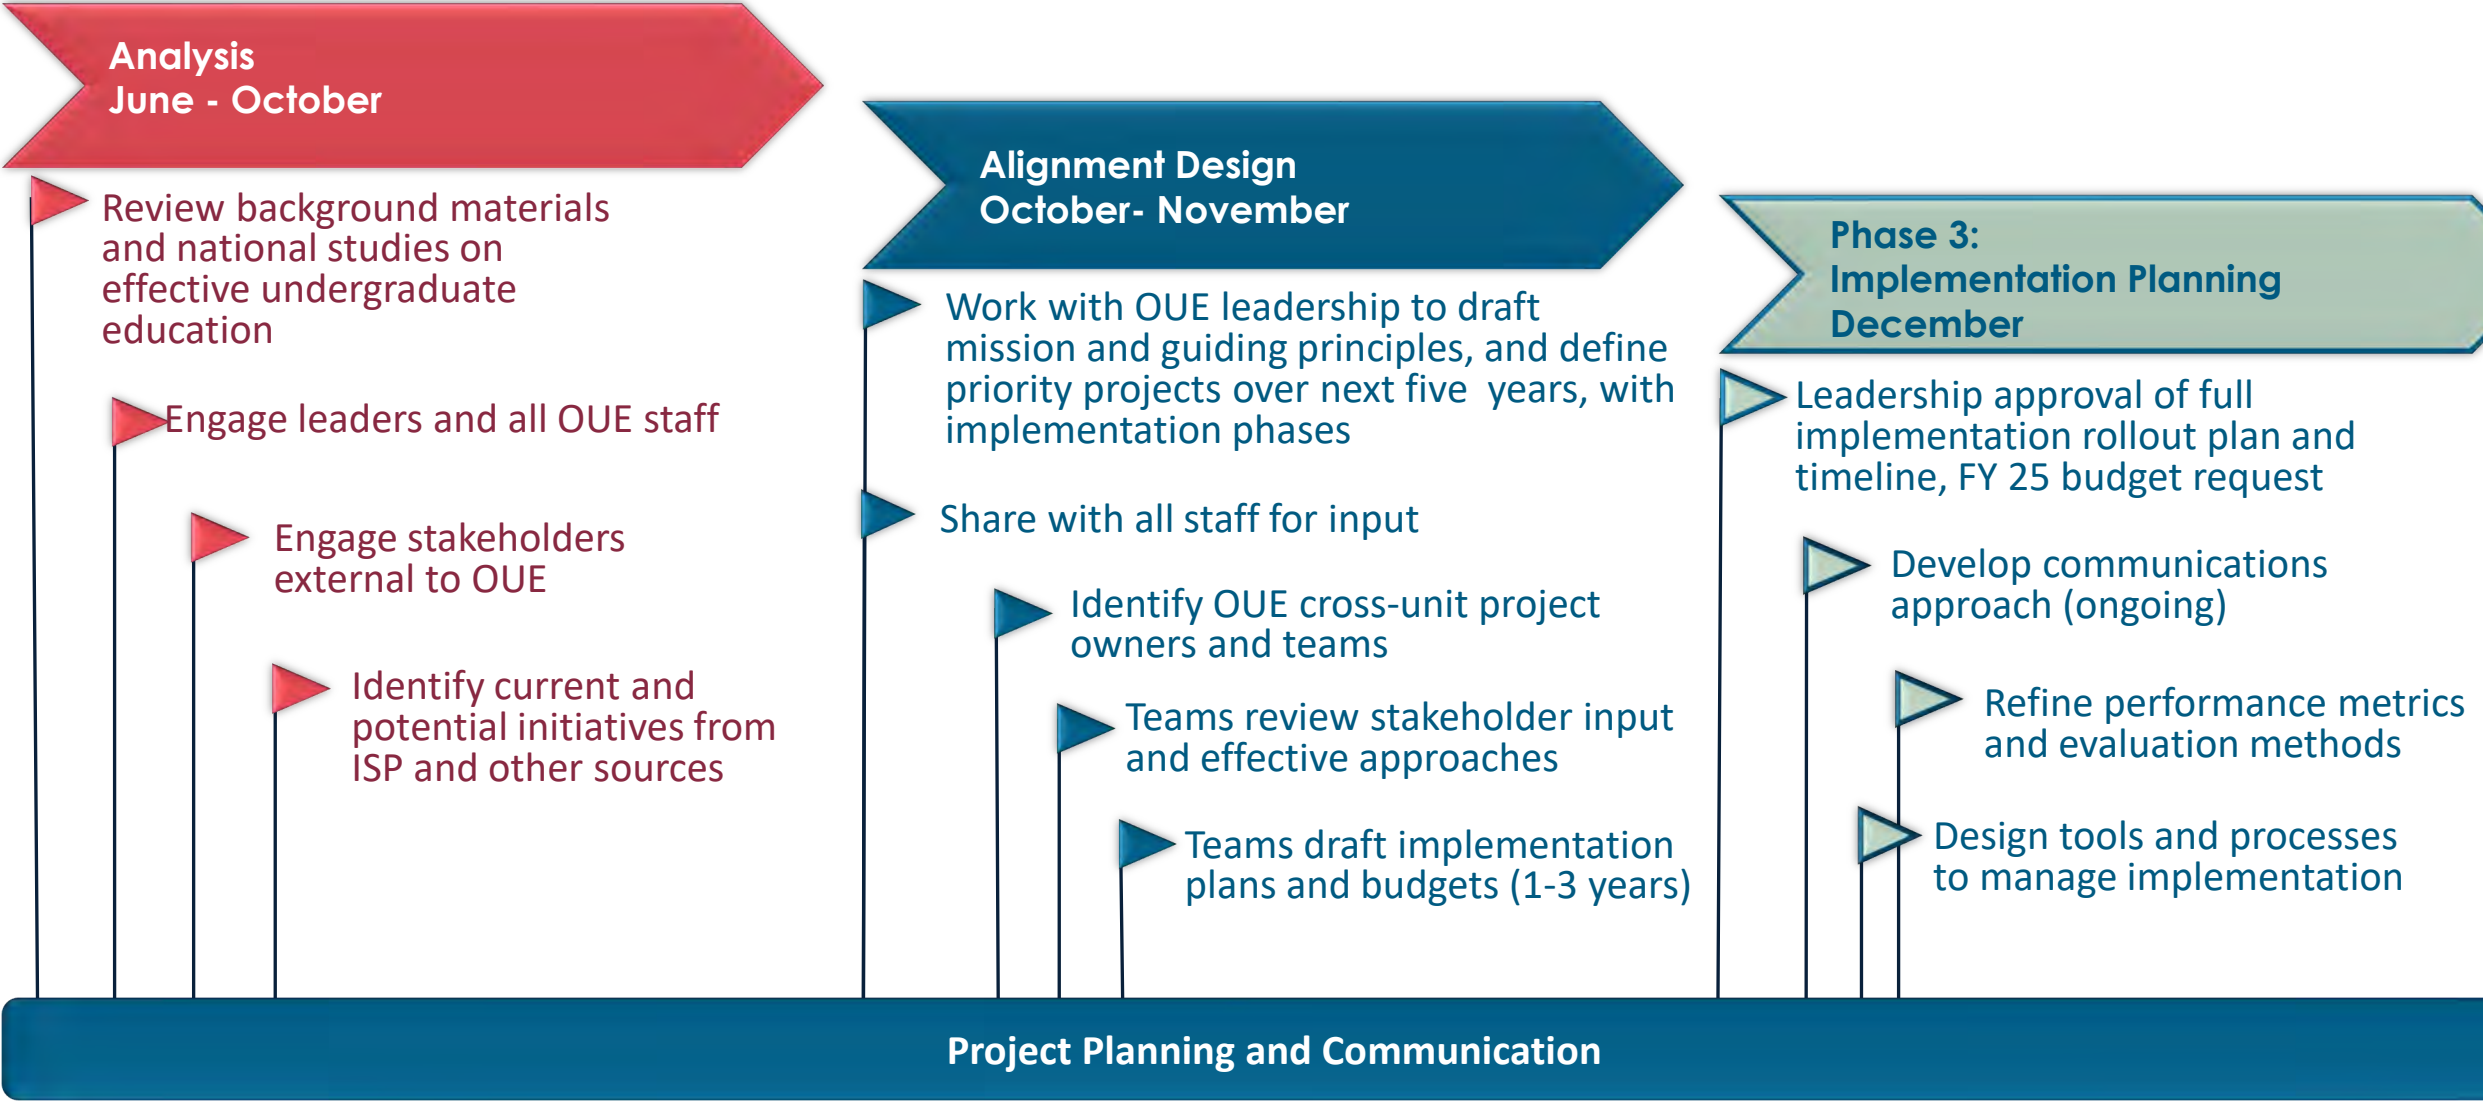 Analysis
June - October
Review background materials
and national studies on
effective undergraduate
education
Engage leaders and all OUE staff
Engage stakeholders
external to OUE
Identify current and
potential initiatives from
ISP and other sources
Alignment Design
October- November
Work with OUE leadership to draft
mission and guiding principles, and define
priority projects over next five  years, with
implementation phases
Share with all staff for input
Identify OUE cross-unit project
owners and teams
Teams review stakeholder input
and effective approaches
Teams draft implementation
plans and budgets (1-3 years)
Phase 3:
Implementation Planning
December
Leadership approval of full
implementation rollout plan and
timeline, FY 25 budget request
Develop communications
approach (ongoing)
Refine performance metrics
and evaluation methods
Design tools and processes
to manage implementation
Project Planning and Communication